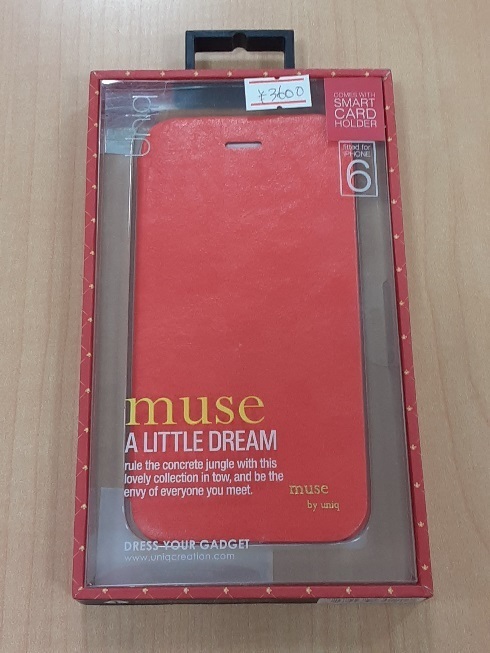 uniq
¥3600
COMES WITH
SMART
CARD
HOLDER
fitted for
iPHONE
6
muse
A LITTLE DREAM
rule the concrete jungle with this
lovely collection in tow, and be the
envy of everyone you meet.
muse
by uniq
DRESS YOUR GADGET
www.uniqcreation.com